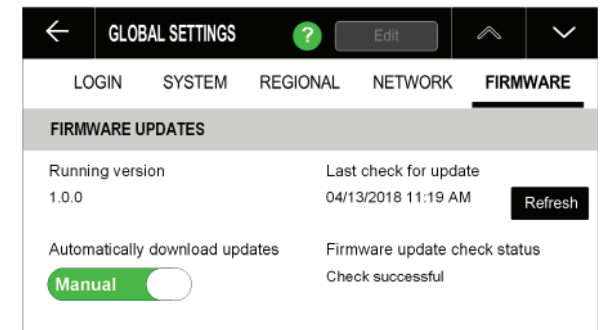 GLOBAL SETTINGS ? Edit
LOGIN SYSTEM REGIONAL NETWORK FIRMWARE
FIRMWARE UPDATES
Running version Last check for update
1.0.0 04/13/2018 11:19 AM Refresh
Automatically download updates Firmware update check status
Manual Check successful